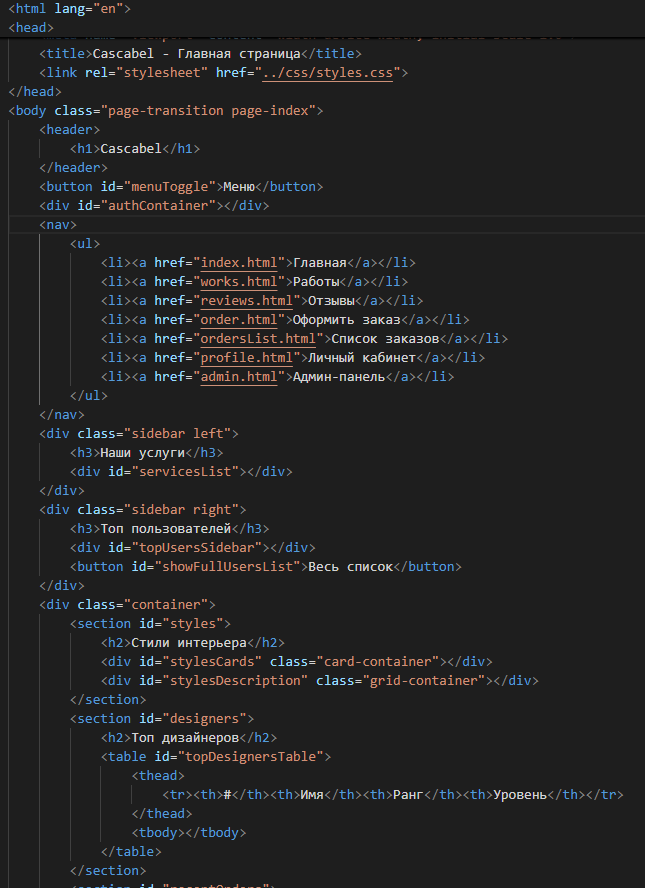 <html lang="en">
<head>
<title>Cascabel - Главная страница</title>
<link rel="stylesheet" href="../css/styles.css">
</head>
<body class="page-transition page-index">
<header>
<h1>Cascabel</h1>
</header>
<button id="menuToggle">Меню</button>
<div id="authContainer"></div>
<nav>
<ul>
<li><a href="index.html">Главная</a></li>
<li><a href="works.html">Работы</a></li>
<li><a href="reviews.html">Отзывы</a></li>
<li><a href="order.html">Оформить заказ</a></li>
<li><a href="ordersList.html">Список заказов</a></li>
<li><a href="profile.html">Личный кабинет</a></li>
<li><a href="admin.html">Админ-панель</a></li>
</ul>
</nav>
<div class="sidebar left">
<h3>Наши услуги</h3>
<div id="servicesList"></div>
</div>
<div class="sidebar right">
<h3>Топ пользователей</h3>
<div id="topUsersSidebar"></div>
<button id="showFullUsersList">Весь список</button>
</div>
<div class="container">
<section id="styles">
<h2>Стили интерьера</h2>
<div id="stylesCards" class="card-container"></div>
<div id="stylesDescription" class="grid-container"></div>
</section>
<section id="designers">
<h2>Топ дизайнеров</h2>
<table id="topDesignersTable">
<thead>
<tr><th>#</th><th>Имя</th><th>Ранг</th><th>Уровень</th></tr>
</thead>
<tbody></tbody>
</table>
</section>